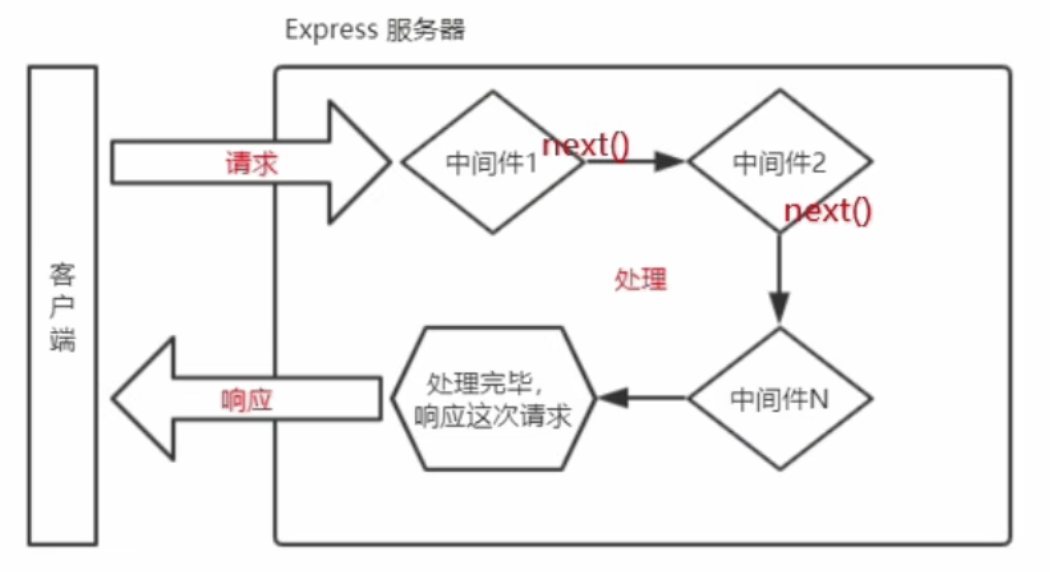 Express 服务器
客户端
请求
中间件1
next()
中间件2
next()
处理
中间件N
处理完毕，
响应这次请求
响应